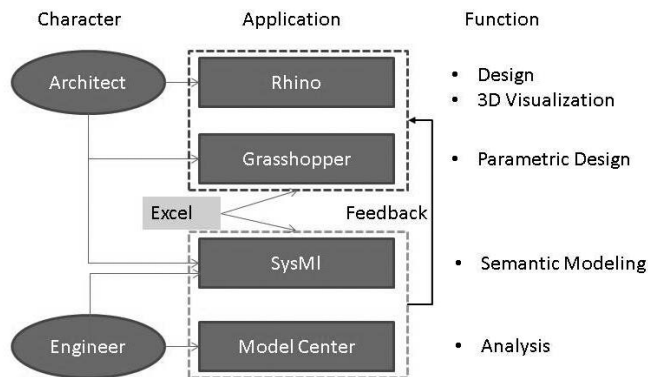 Character Application Function
Architect Rhino • Design
• 3D Visualization
Grasshopper • Parametric Design
Excel Feedback
SysMl • Semantic Modeling
Engineer Model Center • Analysis